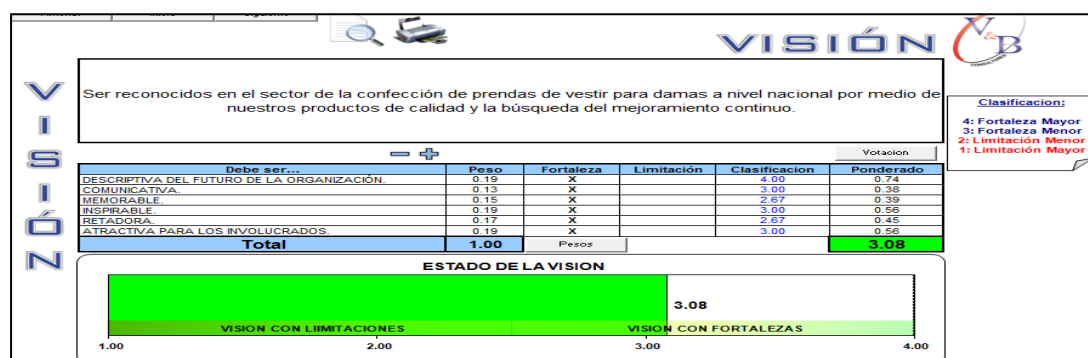 VISIÓN
V&B
CONSULTORES
VISIÓN
Ser reconocidos en el sector de la confección de prendas de vestir para damas a nivel nacional por medio de
nuestros productos de calidad y la búsqueda del mejoramiento continuo.
Clasificacion:
4: Fortaleza Mayor
3: Fortaleza Menor
2: Limitación Menor
1: Limitación Mayor
Votacion
Debe ser... Peso Fortaleza Limitación Clasificacion Ponderado
DESCRIPTIVA DEL FUTURO DE LA ORGANIZACIÓN. 0.19 X 4.00 0.74
COMUNICATIVA. 0.13 X 3.00 0.38
MEMORABLE. 0.15 X 2.67 0.39
INSPIRABLE. 0.19 X 3.00 0.56
RETADORA. 0.17 X 2.67 0.45
ATRACTIVA PARA LOS INVOLUCRADOS. 0.19 X 3.00 0.56
Total 1.00 Pesos 3.08
ESTADO DE LA VISION
3.08
VISION CON LIIMITACIONES VISION CON FORTALEZAS
1.00 2.00 3.00 4.00